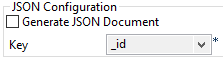 JSON Configuration
Generate JSON Document
Key _id *